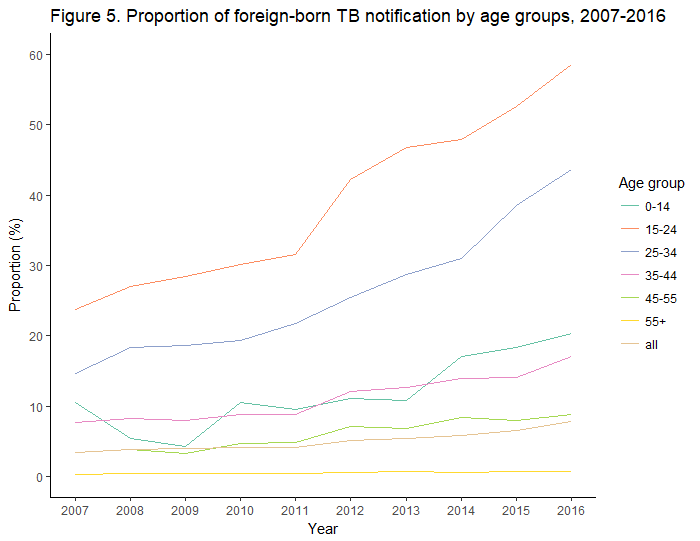 Figure 5. Proportion of foreign-born TB notification by age groups, 2007-2016
60
50
40
30
20
10
0
Proportion (%)
2007 2008 2009 2010 2011 2012 2013 2014 2015 2016
Year
Age group
0-14
15-24
25-34
35-44
45-55
55+
all